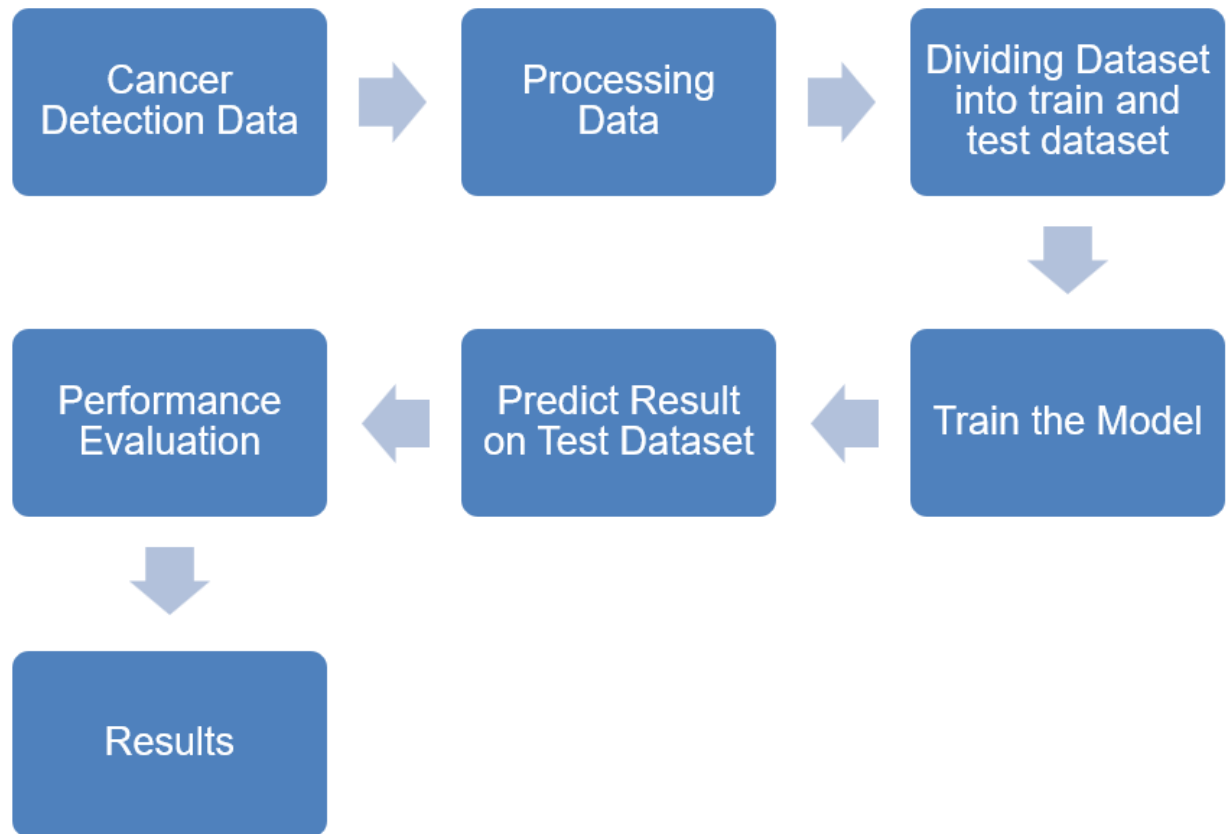 Cancer
Detection Data
Processing
Data
Dividing Dataset
into train and
test dataset
Train the Model
Predict Result
on Test Dataset
Performance
Evaluation
Results